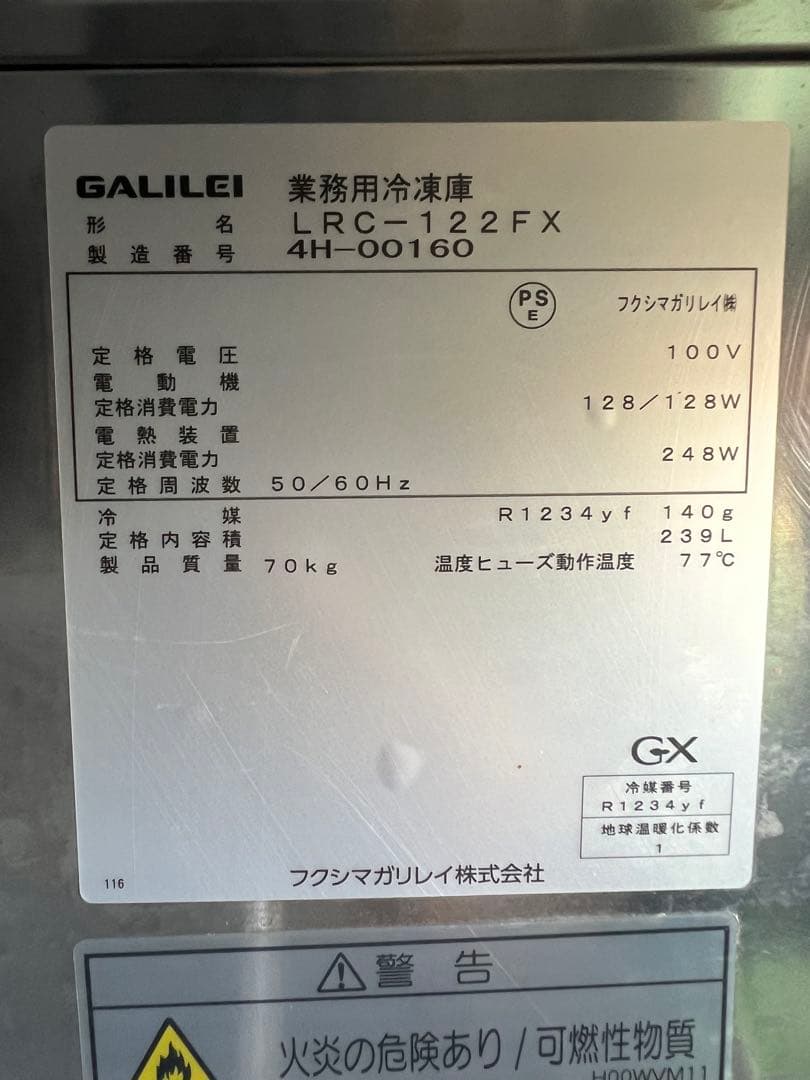 GALILEI 業務用冷凍庫
形名 LRC-122FX
製造番号 4H-00160
PS
E
フクシマガリレイ㈱
定格電圧 100V
電動機
定格消費電力 128/128W
電熱装置
定格消費電力 248W
定格周波数 50/60Hz
冷媒 R1234yf 140g
定格内容積 239L
製品質量 70kg 温度ヒューズ動作温度 77℃
GX
冷媒番号
R1234yf
地球温暖化係数
1
116 フクシマガリレイ株式会社
警告
火炎の危険あり/可燃性物質
H00WVM11